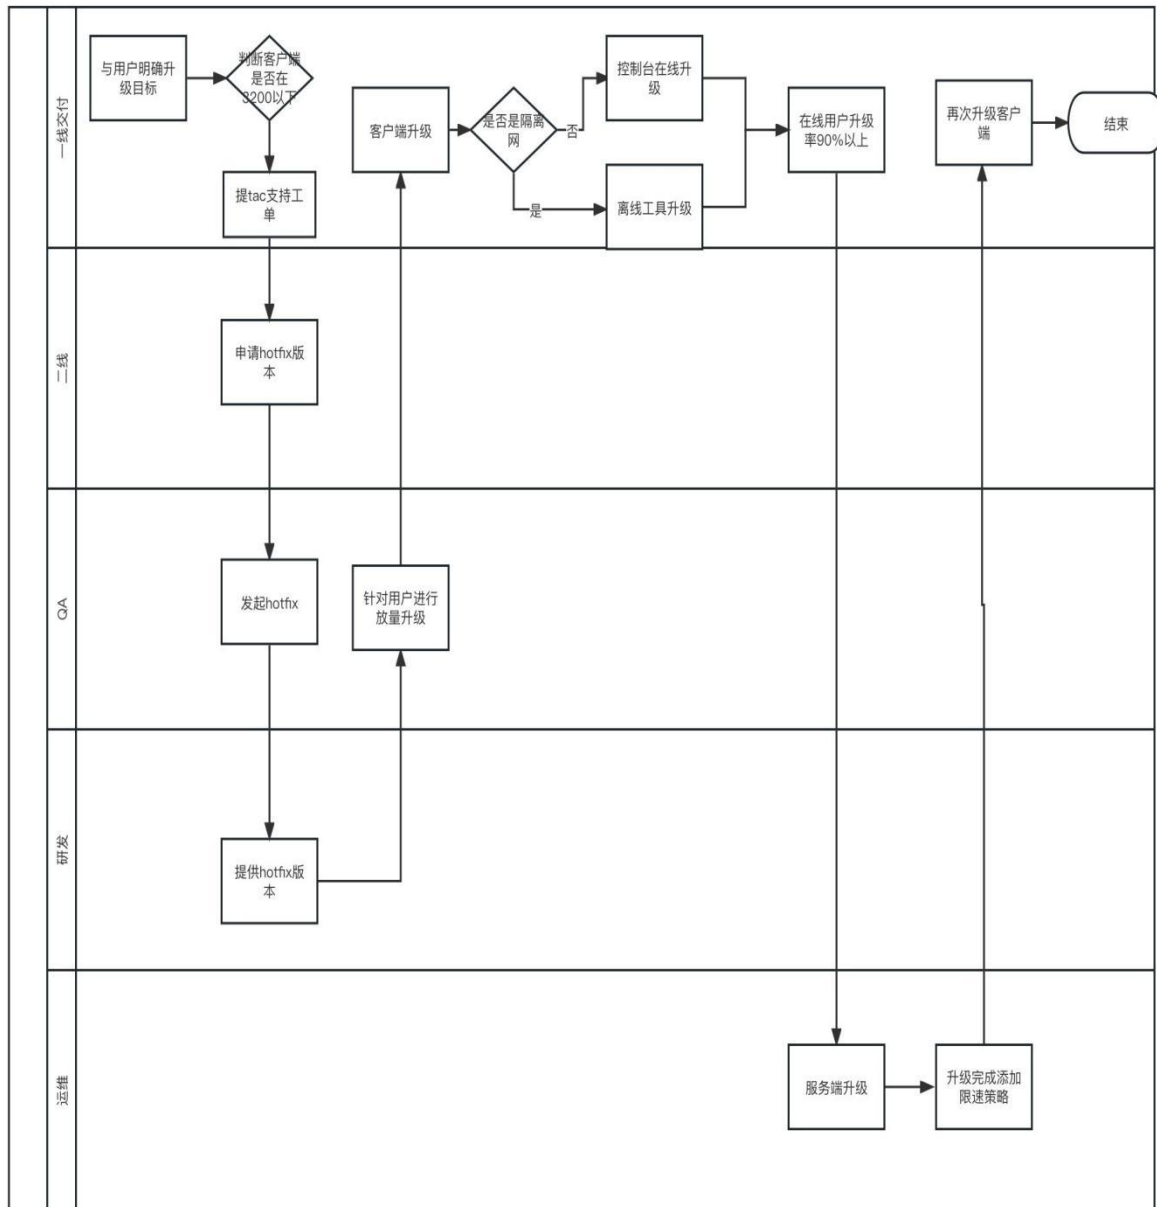 一线交付
与用户明确升
级目标
判断客户端
是否在
3200以下
提tac支持工
单
客户端升级
是否是隔离
网
否
是
控制台在线升
级
离线工具升级
在线用户升级
率90%以上
再次升级客户
端
结束
二线
申请hotfix版
本
QA
发起hotfix
针对用户进行
放量升级
研发
提供hotfix版
本
运维
服务端升级
升级完成添加
限速策略